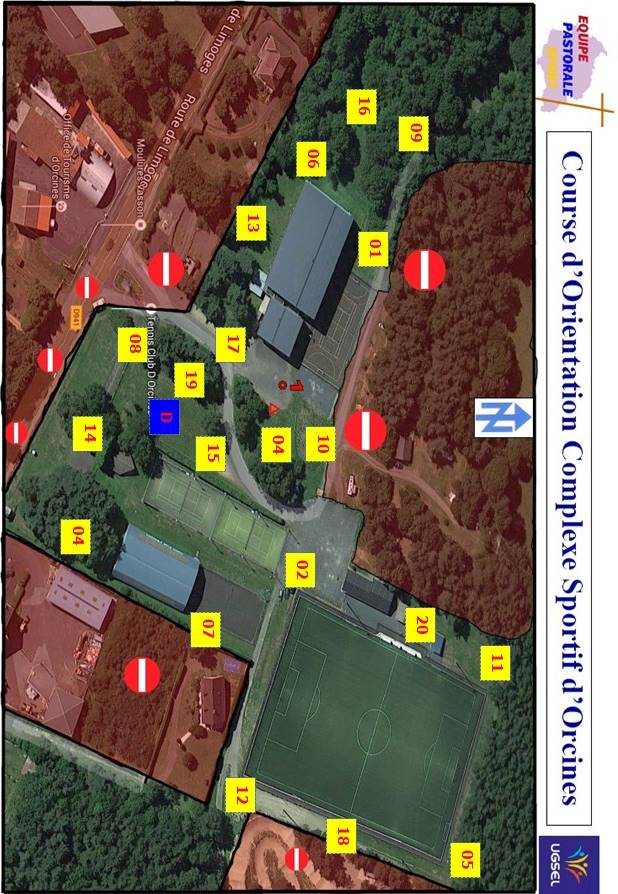 EQUIPE
PASTORALE
SPORT
Course d'Orientation Complexe Sportif d'Orcines
UGSEL
N
11
05
20
09
01
16
18
10
06
02
1
04
13
12
17
15
07
19
D
08
14
04
de Limoges
Route de Limoges
Tennis Club D'Orc
D941
Office de Tourisme
d'Orcines